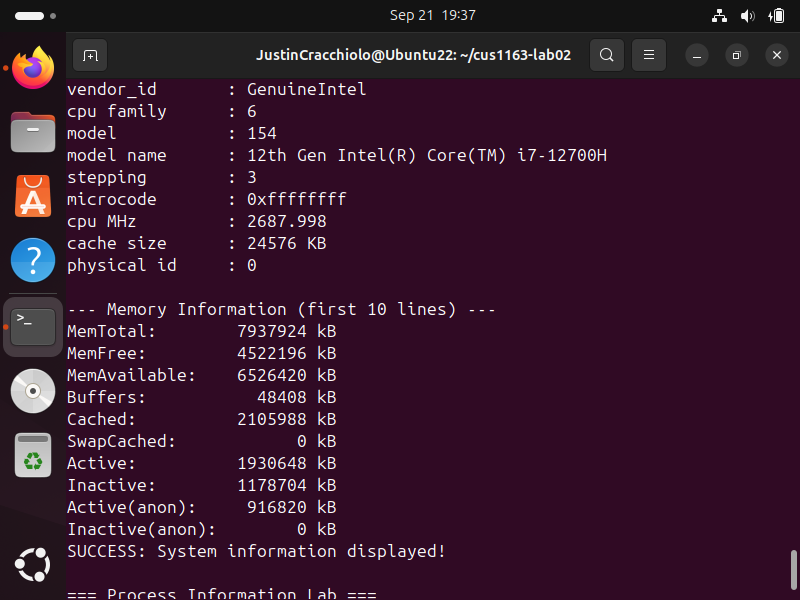 Sep 21 19:37
JustinCracchiolo@Ubuntu22: ~/cus1163-lab02
vendor_id : GenuineIntel
cpu family : 6
model : 154
model name : 12th Gen Intel(R) Core(TM) i7-12700H
stepping : 3
microcode : 0xffffffff
cpu MHz : 2687.998
cache size : 24576 KB
physical id : 0
--- Memory Information (first 10 lines) ---
MemTotal: 7937924 kB
MemFree: 4522196 kB
MemAvailable: 6526420 kB
Buffers: 48408 kB
Cached: 2105988 kB
SwapCached: 0 kB
Active: 1930648 kB
Inactive: 1178704 kB
Active(anon): 916820 kB
Inactive(anon): 0 kB
SUCCESS: System information displayed!
=== Process Information Lab ===